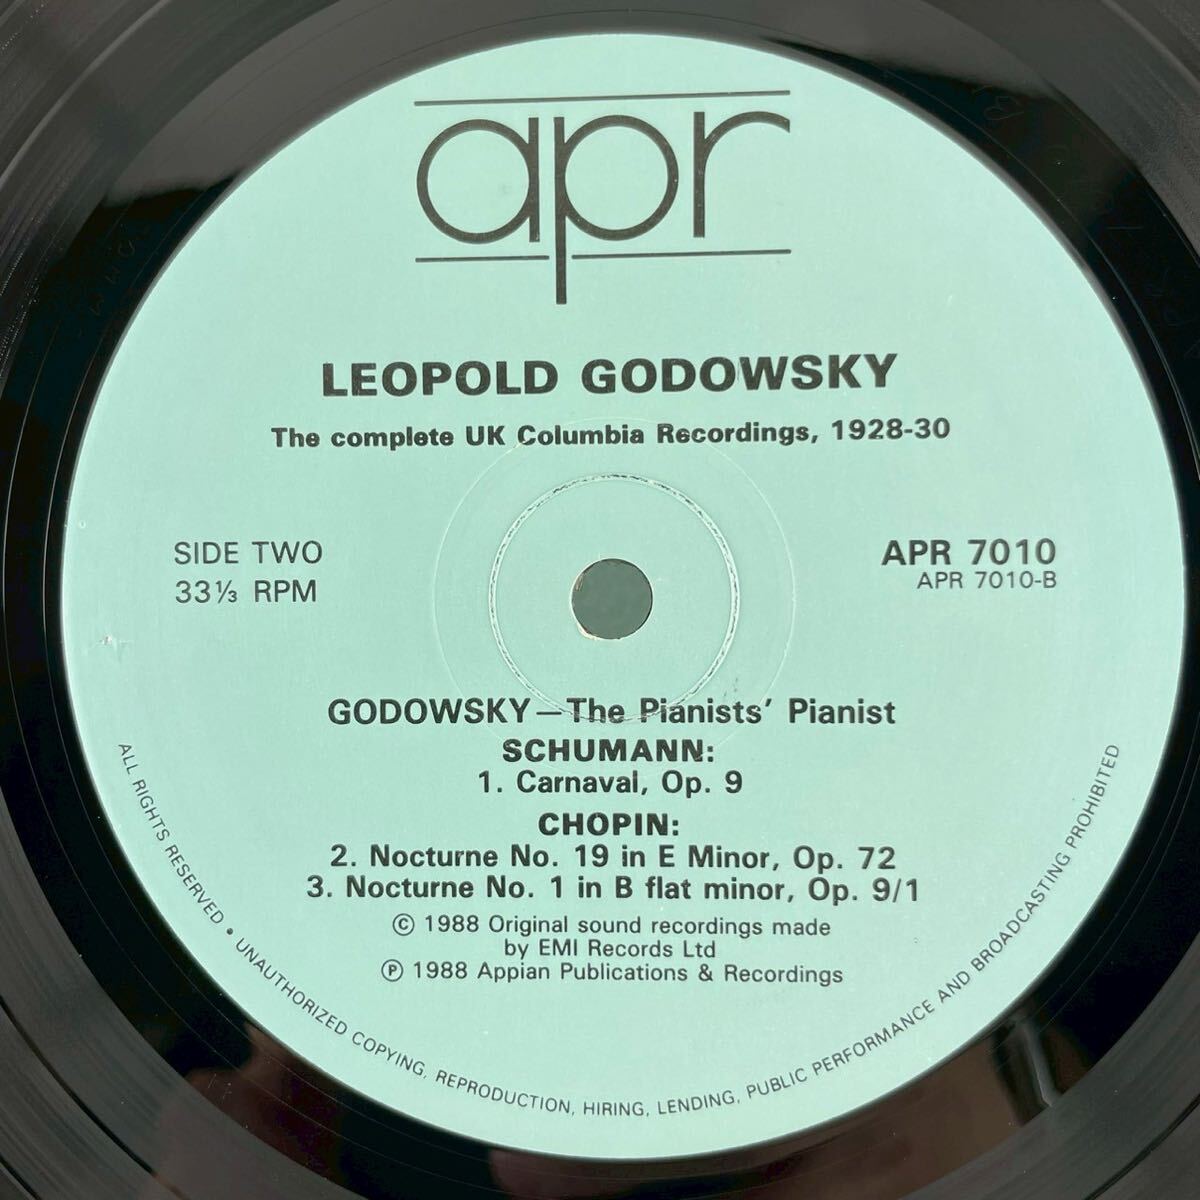 apr
LEOPOLD GODOWSKY
The complete UK Columbia Recordings, 1928-30
SIDE TWO
33⅓ RPM
APR 7010
APR 7010-B
GODOWSKY—The Pianists' Pianist
SCHUMANN:
1. Carnaval, Op. 9
CHOPIN:
2. Nocturne No. 19 in E Minor, Op. 72
3. Nocturne No. 1 in B flat minor, Op. 9/1
© 1988 Original sound recordings made
by EMI Records Ltd
℗ 1988 Appian Publications & Recordings
ALL RIGHTS RESERVED • UNAUTHORIZED COPYING, REPRODUCTION, HIRING, LENDING, PUBLIC PERFORMANCE AND BROADCASTING PROHIBITED